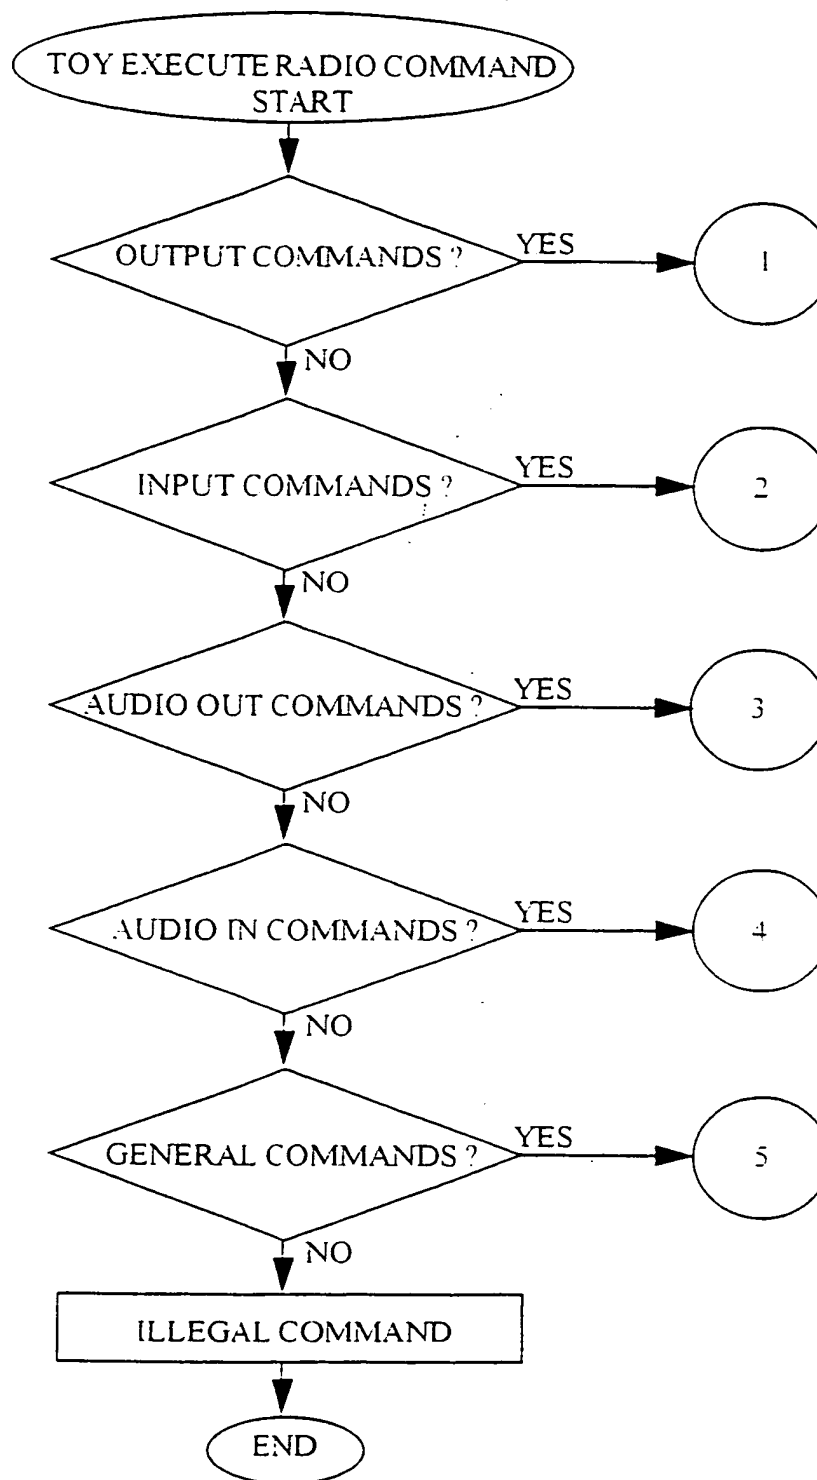 TOY EXECUTE RADIO COMMAND
START
OUTPUT COMMANDS ?
YES
1
NO
INPUT COMMANDS ?
YES
2
NO
AUDIO OUT COMMANDS ?
YES
3
NO
AUDIO IN COMMANDS ?
YES
4
NO
GENERAL COMMANDS ?
YES
5
NO
ILLEGAL COMMAND
END